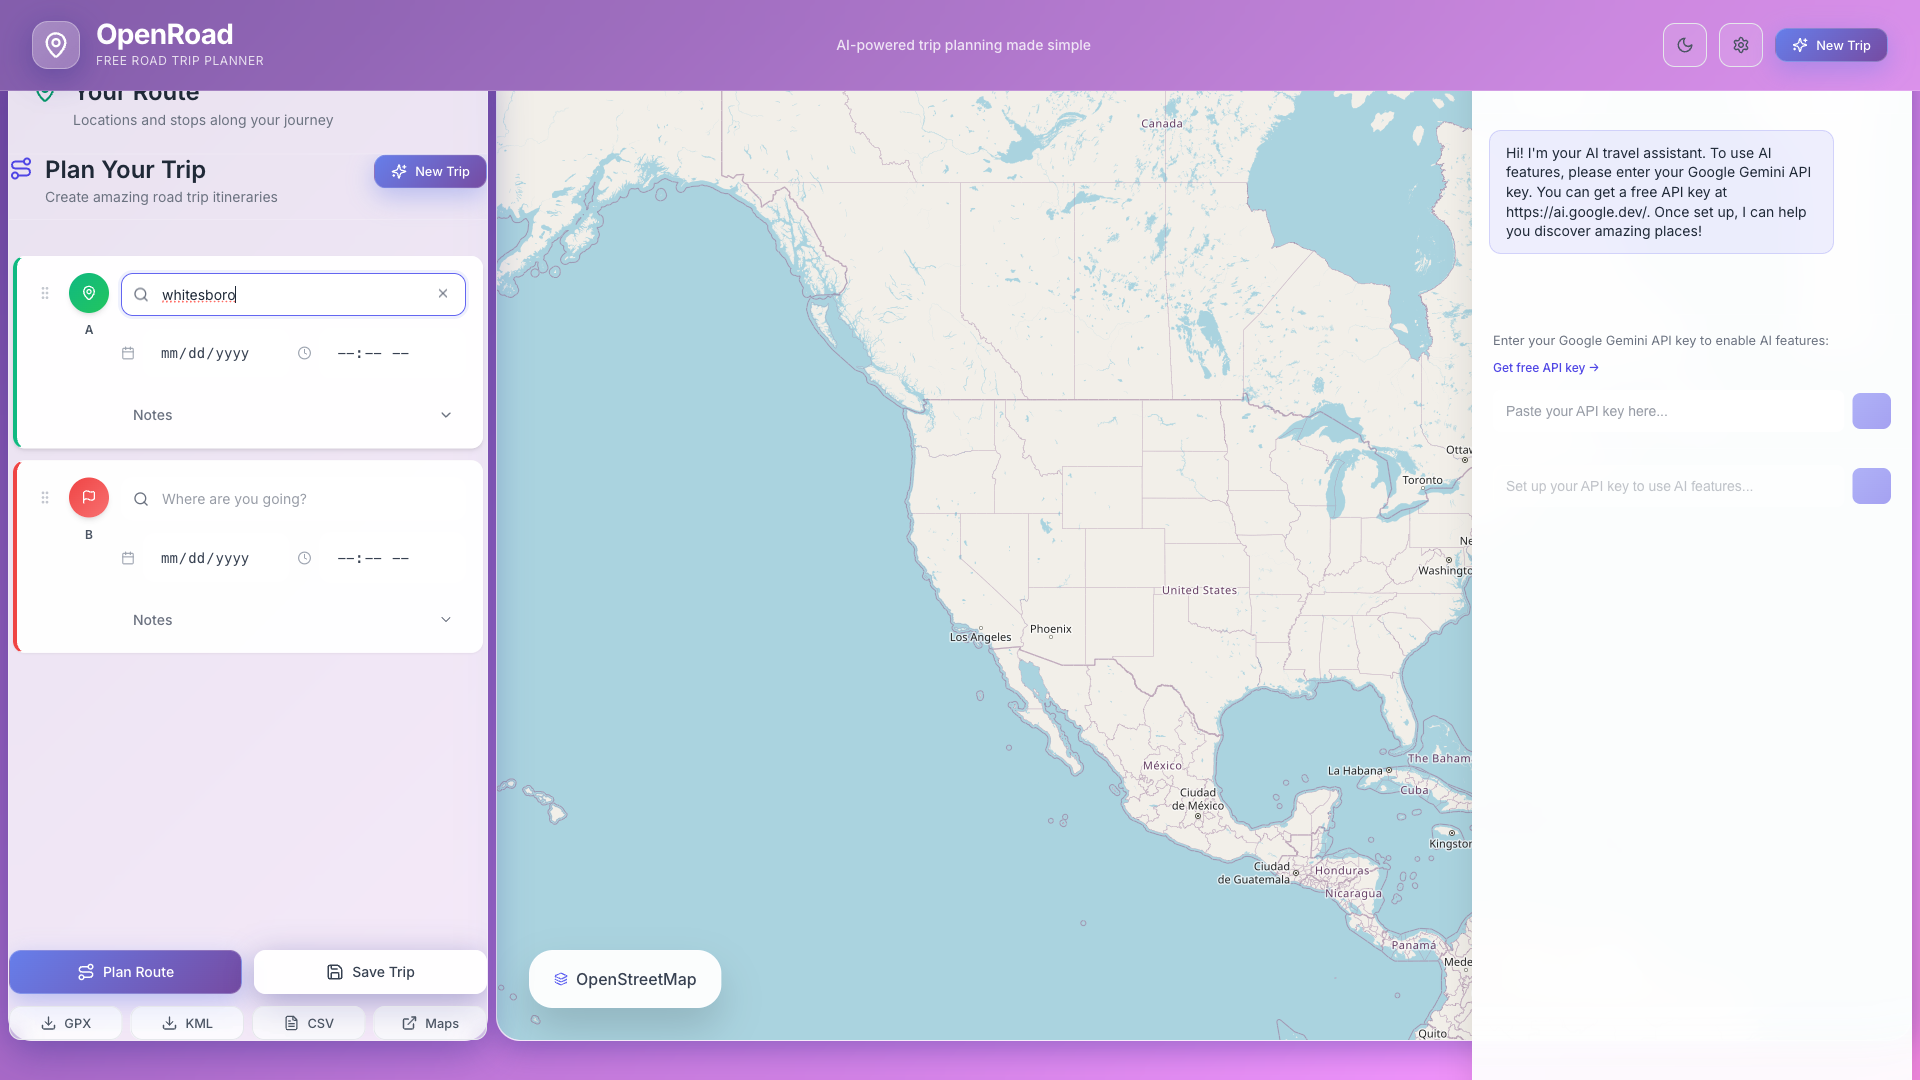 OpenRoad
FREE ROAD TRIP PLANNER
AI-powered trip planning made simple
New Trip
Your Route
Locations and stops along your journey
Plan Your Trip
Create amazing road trip itineraries
New Trip
whitesboro
A
mm/dd/yyyy
--:-- --
Notes
Where are you going?
B
mm/dd/yyyy
--:-- --
Notes
Plan Route
Save Trip
GPX
KML
CSV
Maps
Canada
Ottaw
Toronto
Ne
Washingto
United States
Los Angeles
Phoenix
México
Ciudad
de México
La Habana
The Baham
Cuba
Kingstor
Ciudad
de Guatemala
Honduras
Nicaragua
Panamá
Mede
Quito
OpenStreetMap
Hi! I'm your AI travel assistant. To use AI
features, please enter your Google Gemini API
key. You can get a free API key at
https://ai.google.dev/. Once set up, I can help
you discover amazing places!
Enter your Google Gemini API key to enable AI features:
Get free API key →
Paste your API key here...
Set up your API key to use AI features...